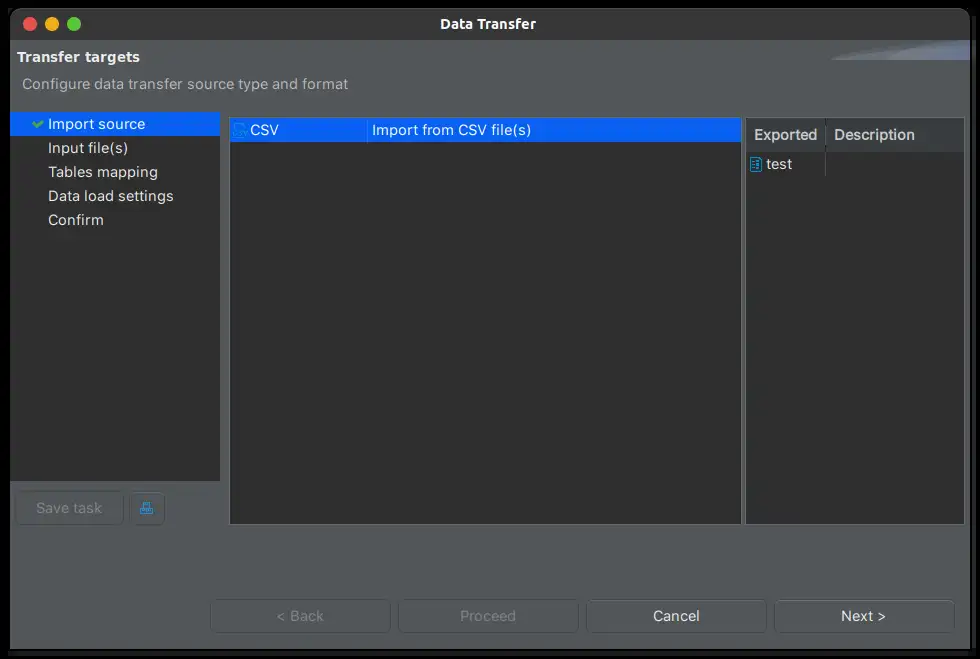 Data Transfer
Transfer targets
Configure data transfer source type and format
Import source
Input file(s)
Tables mapping
Data load settings
Confirm
CSV Import from CSV file(s)
Exported Description
test
Save task
< Back Proceed Cancel Next >